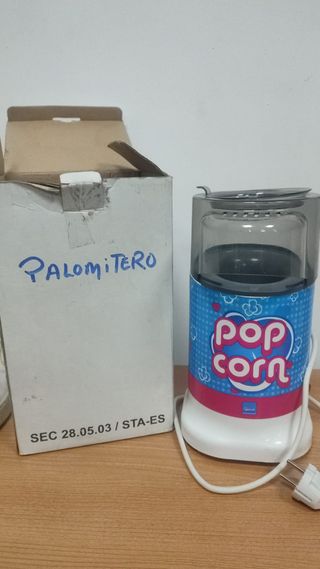 PALOMITERO
SEC 28.05.03 / STA-ES
pop
corn